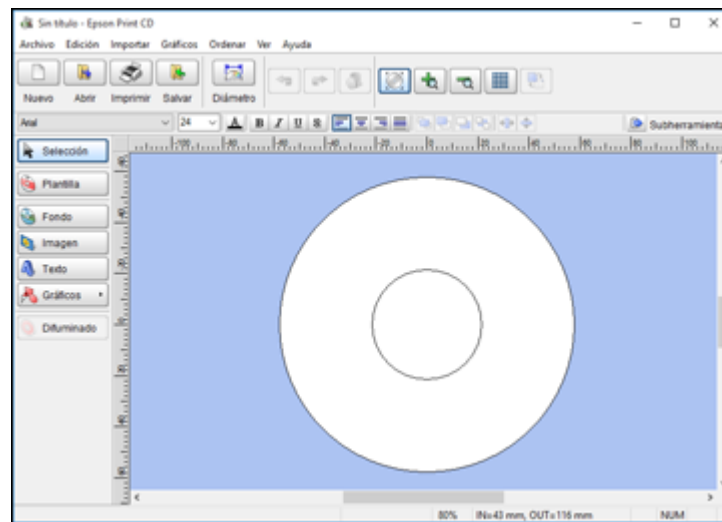 Sin título - Epson Print CD
Archivo Edición Importar Gráficos Ordenar Ver Ayuda
Nuevo Abrir Imprimir Salvar Diámetro
Arial 24 A B I U S Subherramienta
Selección
Plantilla
Fondo
Imagen
Texto
Gráficos
Difuminado
80% IN=43 mm, OUT=116 mm NUM